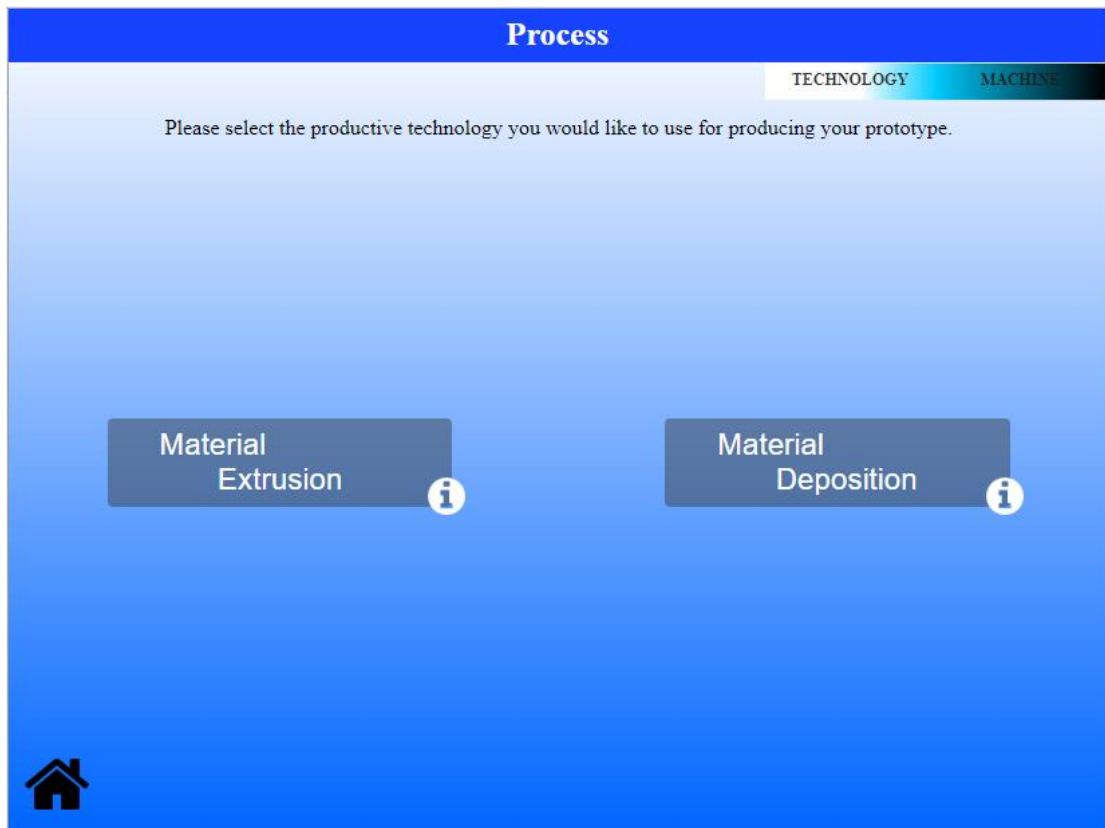 Process
TECHNOLOGY MACHINE
Please select the productive technology you would like to use for producing your prototype.
Material
Extrusion
Material
Deposition